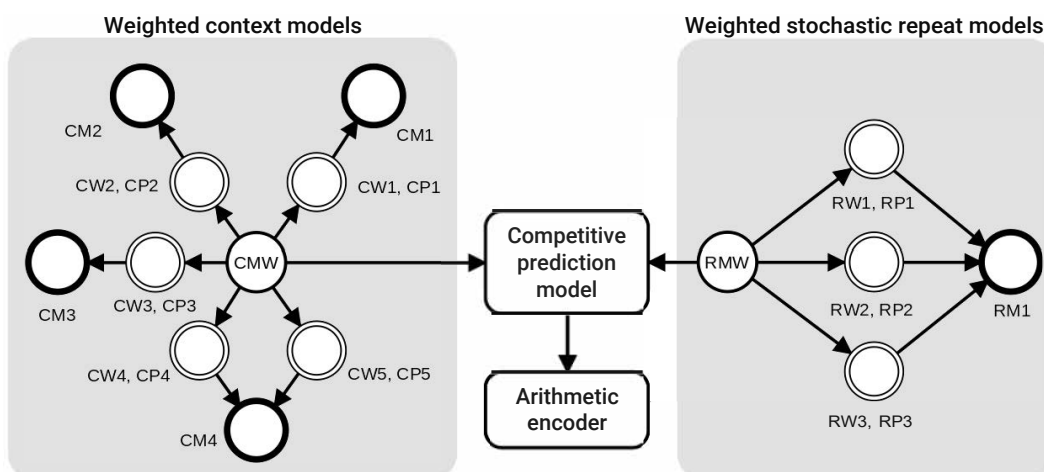 Weighted context models
Weighted stochastic repeat models
CM2
CM1
CW2, CP2
CW1, CP1
CMW
CW3, CP3
CM3
CW4, CP4
CW5, CP5
CM4
Competitive
prediction
model
Arithmetic
encoder
RMW
RW1, RP1
RW2, RP2
RM1
RW3, RP3